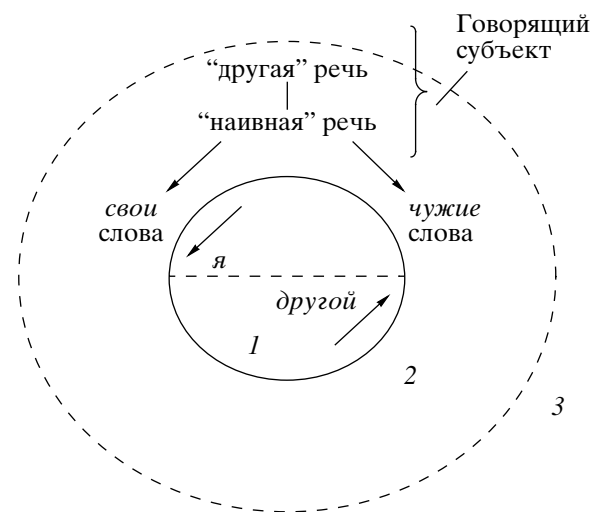 Говорящий
субъект
“другая” речь
“наивная” речь
свои
слова
чужие
слова
я
другой
1
2
3